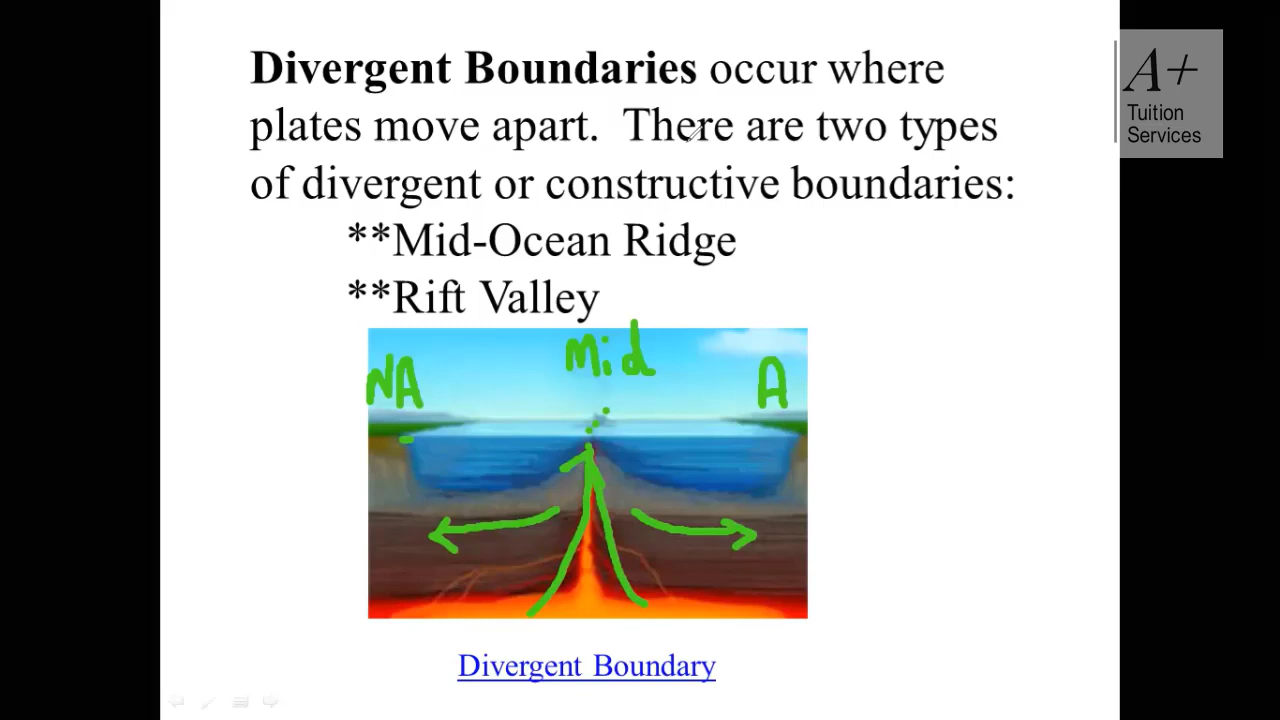 Divergent Boundaries occur where
plates move apart. There are two types
of divergent or constructive boundaries:
**Mid-Ocean Ridge
**Rift Valley
Mid
NA
A
Divergent Boundary
A+
Tuition
Services